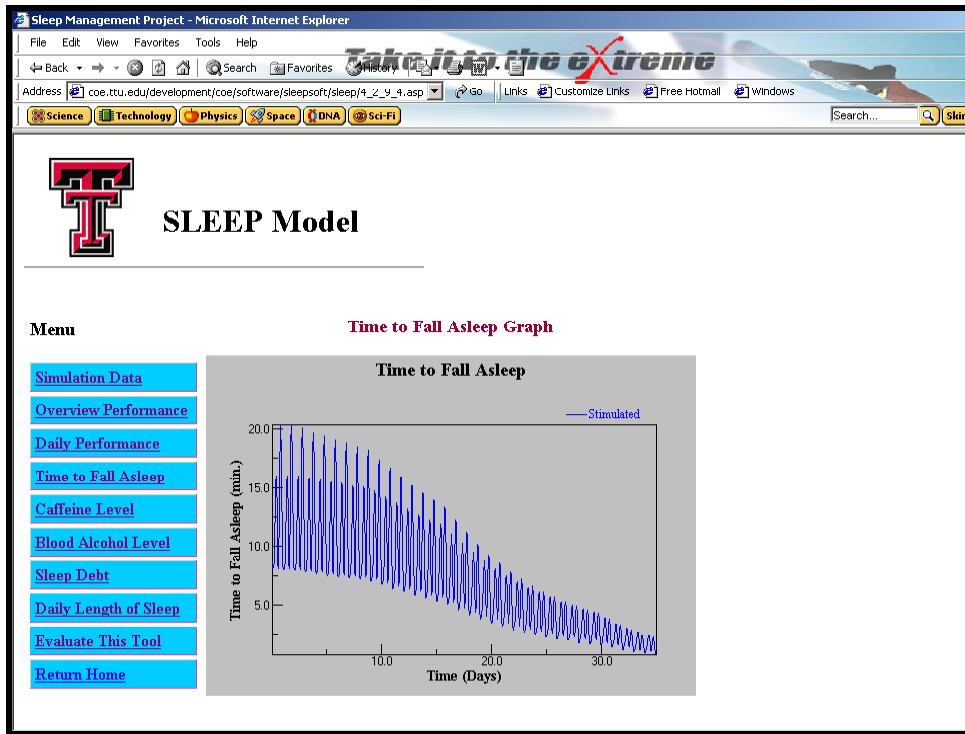 Sleep Management Project - Microsoft Internet Explorer
File Edit View Favorites Tools Help
Take it to the eXtreme
Back Search Favorites History
Address coe.ttu.edu/development/coe/software/sleepsoft/sleep/4_2_9_4.asp Go Links Customize Links Free Hotmail Windows
Science Technology Physics Space DNA Sci-Fi Search... Skin
SLEEP Model
Menu
Time to Fall Asleep Graph
Simulation Data
Overview Performance
Daily Performance
Time to Fall Asleep
Caffeine Level
Blood Alcohol Level
Sleep Debt
Daily Length of Sleep
Evaluate This Tool
Return Home
Time to Fall Asleep
Stimulated
Time to Fall Asleep (min.)
20.0
15.0
10.0
5.0
10.0 20.0 30.0
Time (Days)